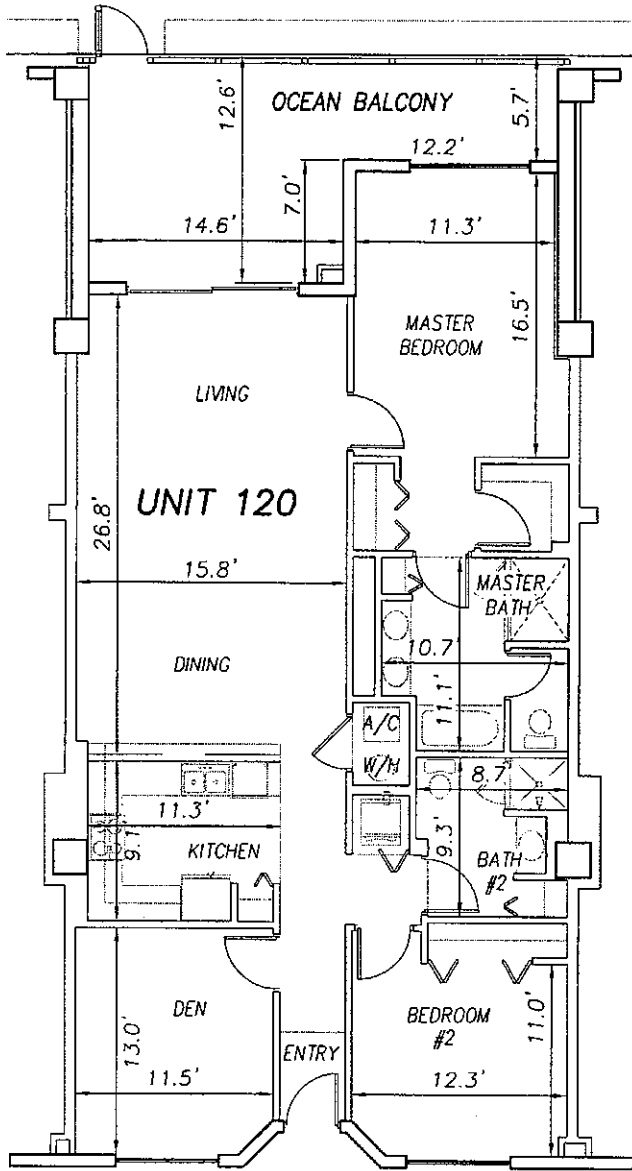 OCEAN BALCONY
12.6'
5.7'
12.2'
7.0'
14.6'
11.3'
MASTER
BEDROOM
16.5'
LIVING
UNIT 120
26.8'
15.8'
MASTER
BATH
10.7'
DINING
11.1'
A/C
W/H
8.7'
11.3'
9.1'
KITCHEN
9.3'
BATH
#2
DEN
13.0'
11.5'
ENTRY
BEDROOM
#2
11.0'
12.3'